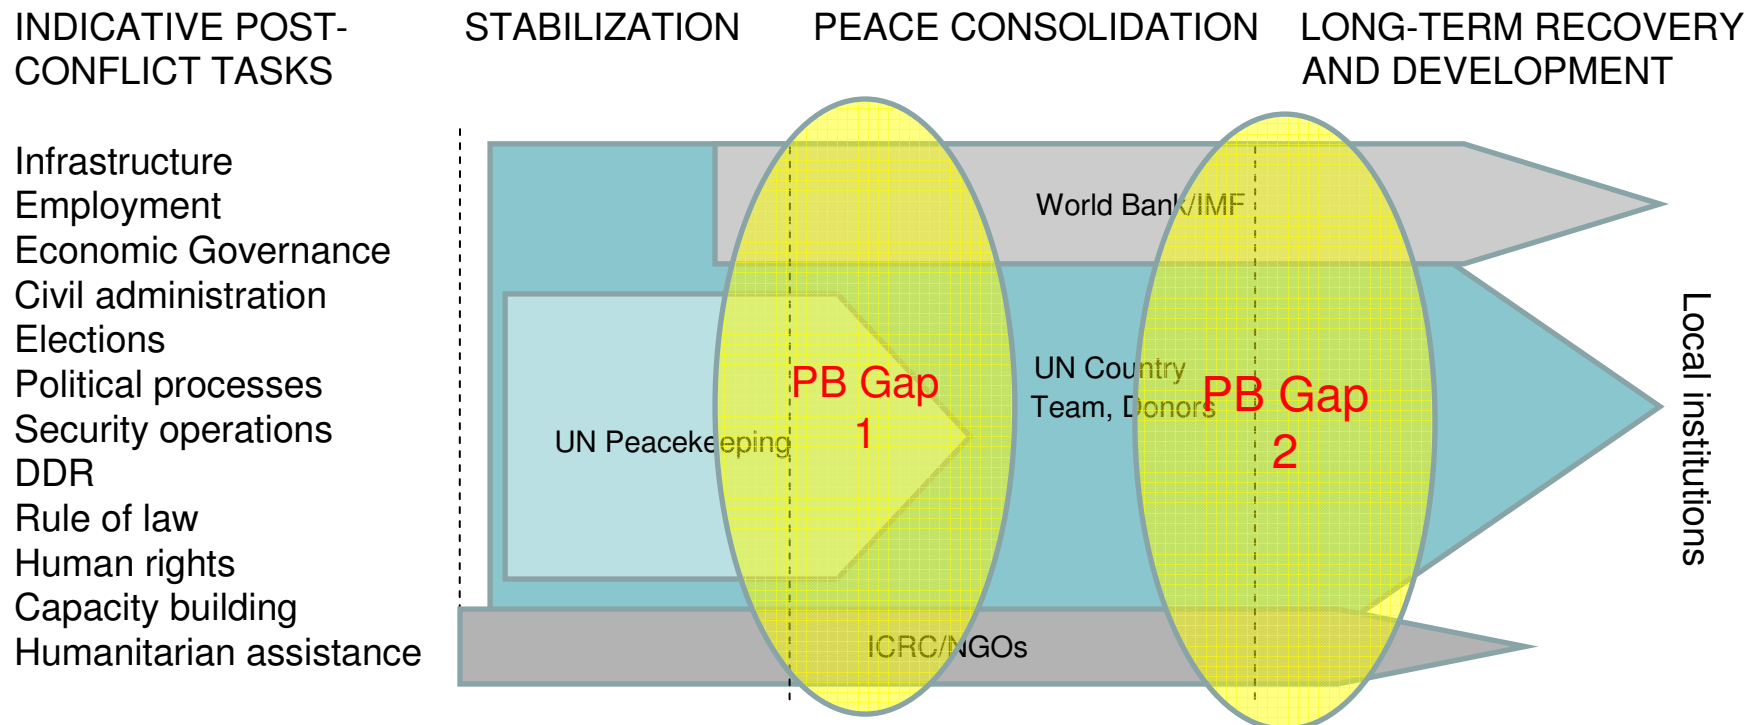 INDICATIVE POST-
CONFLICT TASKS
STABILIZATION
PEACE CONSOLIDATION
LONG-TERM RECOVERY
AND DEVELOPMENT
Infrastructure
Employment
Economic Governance
Civil administration
Elections
Political processes
Security operations
DDR
Rule of law
Human rights
Capacity building
Humanitarian assistance
World Bank/IMF
UN Country
Team, Donors
PB Gap
1
PB Gap
2
UN Peacekeeping
ICRC/NGOs
Local institutions